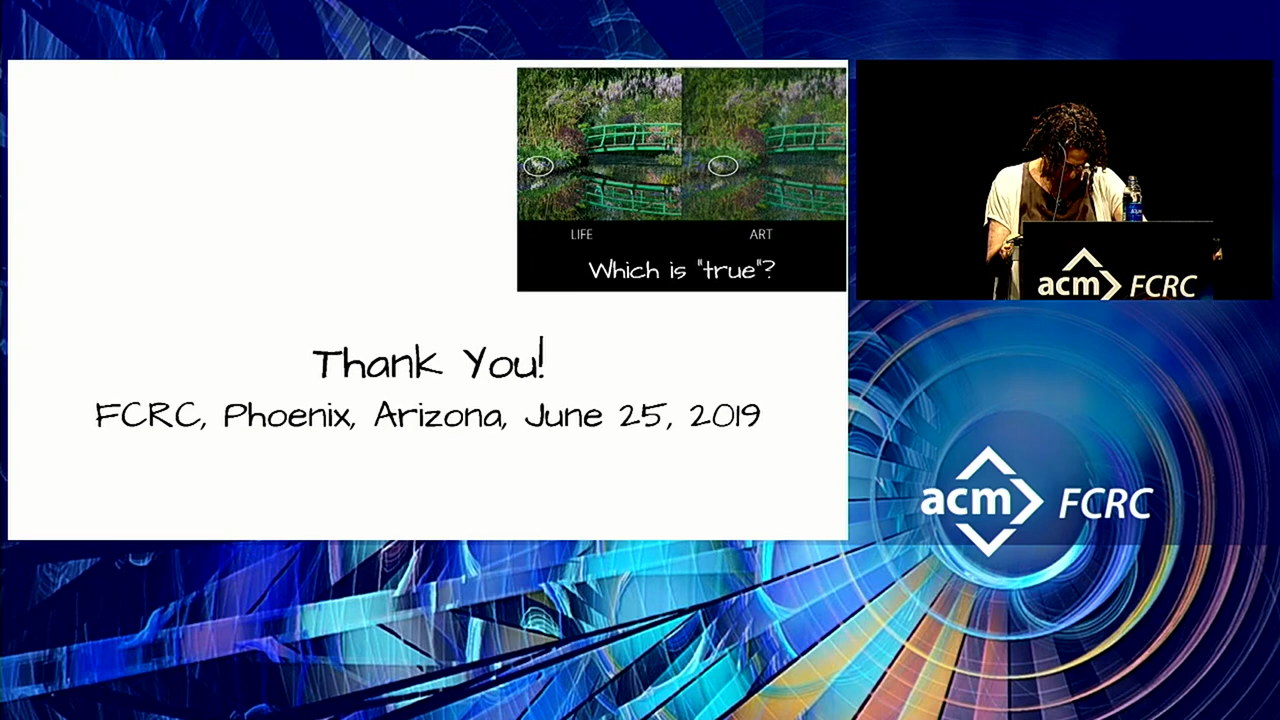 LIFE
ART
Which is "true"?
Thank You!
FCRC, Phoenix, Arizona, June 25, 2019
acm FCRC
acm FCRC